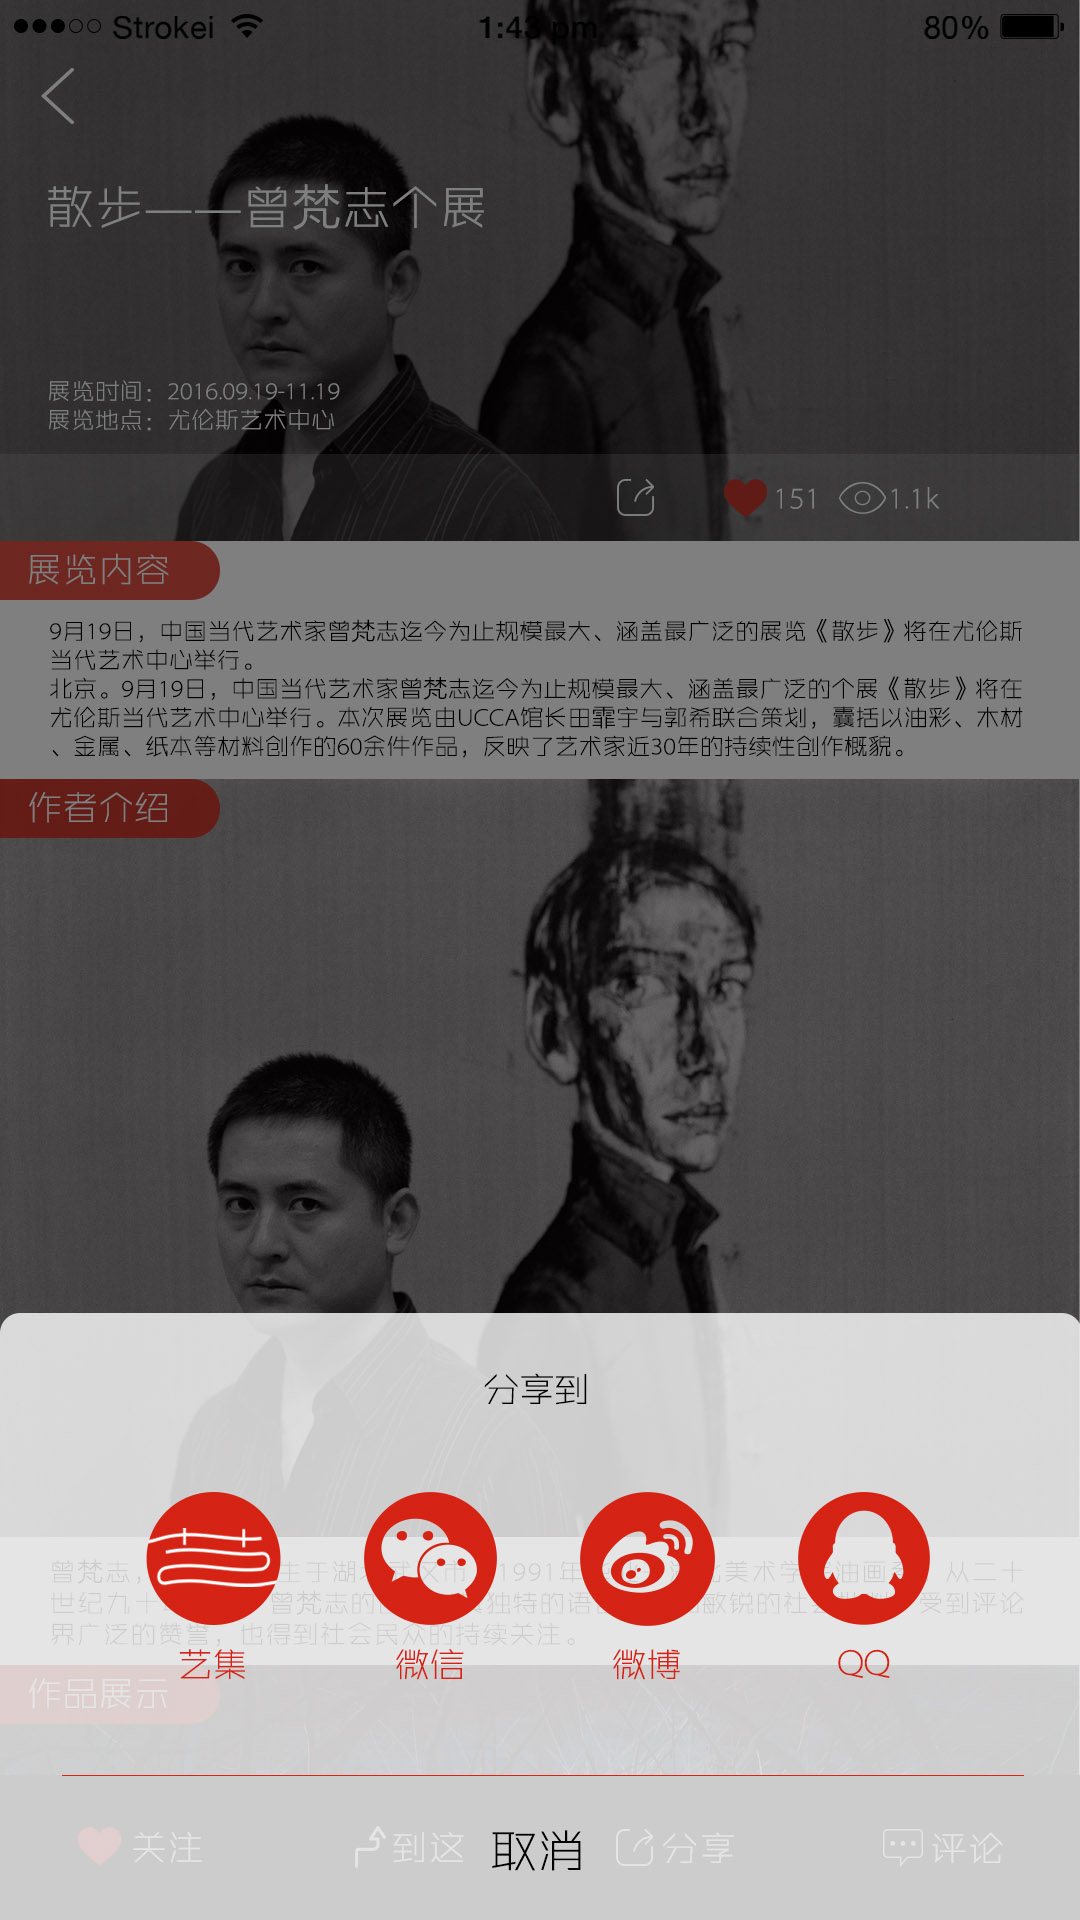 Strokei
1:43 pm
80%
散步——曾梵志个展
展览时间：2016.09.19-11.19
展览地点：尤伦斯艺术中心
151
1.1k
展览内容
9月19日，中国当代艺术家曾梵志迄今为止规模最大、涵盖最广泛的展览《散步》将在尤伦斯
当代艺术中心举行。
北京。9月19日，中国当代艺术家曾梵志迄今为止规模最大、涵盖最广泛的个展《散步》将在
尤伦斯当代艺术中心举行。本次展览由UCCA馆长田霏宇与郭希联合策划，囊括以油彩、木材
、金属、纸本等材料创作的60余件作品，反映了艺术家近30年的持续性创作概貌。
作者介绍
分享到
曾梵志，生于湖 武汉市 1991年 美术学 油画 从二十
世纪九十 曾梵志的 独特的语 敏锐的社会 受到评论
界广泛的赞誉，也得到社会民众的持续关注。
艺集
微信
微博
QQ
作品展示
关注
到这
取消
分享
评论